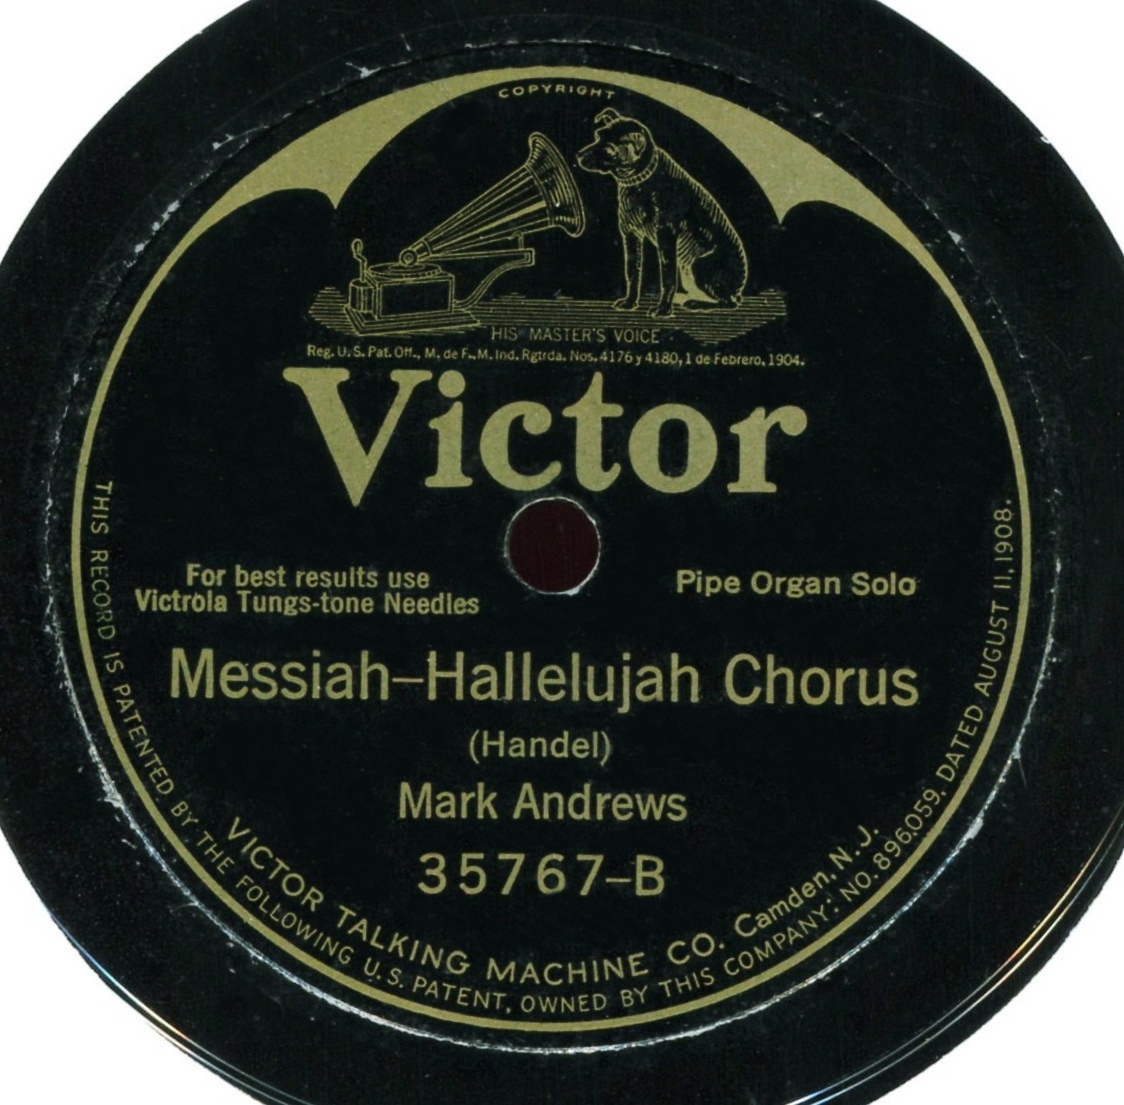 COPYRIGHT
HIS MASTER'S VOICE
Reg. U. S. Pat. Off., M. de F., M. Ind. Rgtrda. Nos. 4176 y 4180, 1 de Febrero, 1904.
Victor
For best results use
Victrola Tungs-tone Needles
Pipe Organ Solo
Messiah–Hallelujah Chorus
(Handel)
Mark Andrews
35767–B
VICTOR TALKING MACHINE CO. Camden, N. J.
THIS RECORD IS PATENTED BY THE FOLLOWING U. S. PATENT, OWNED BY THIS COMPANY: NO. 896,059, DATED AUGUST 11, 1908.